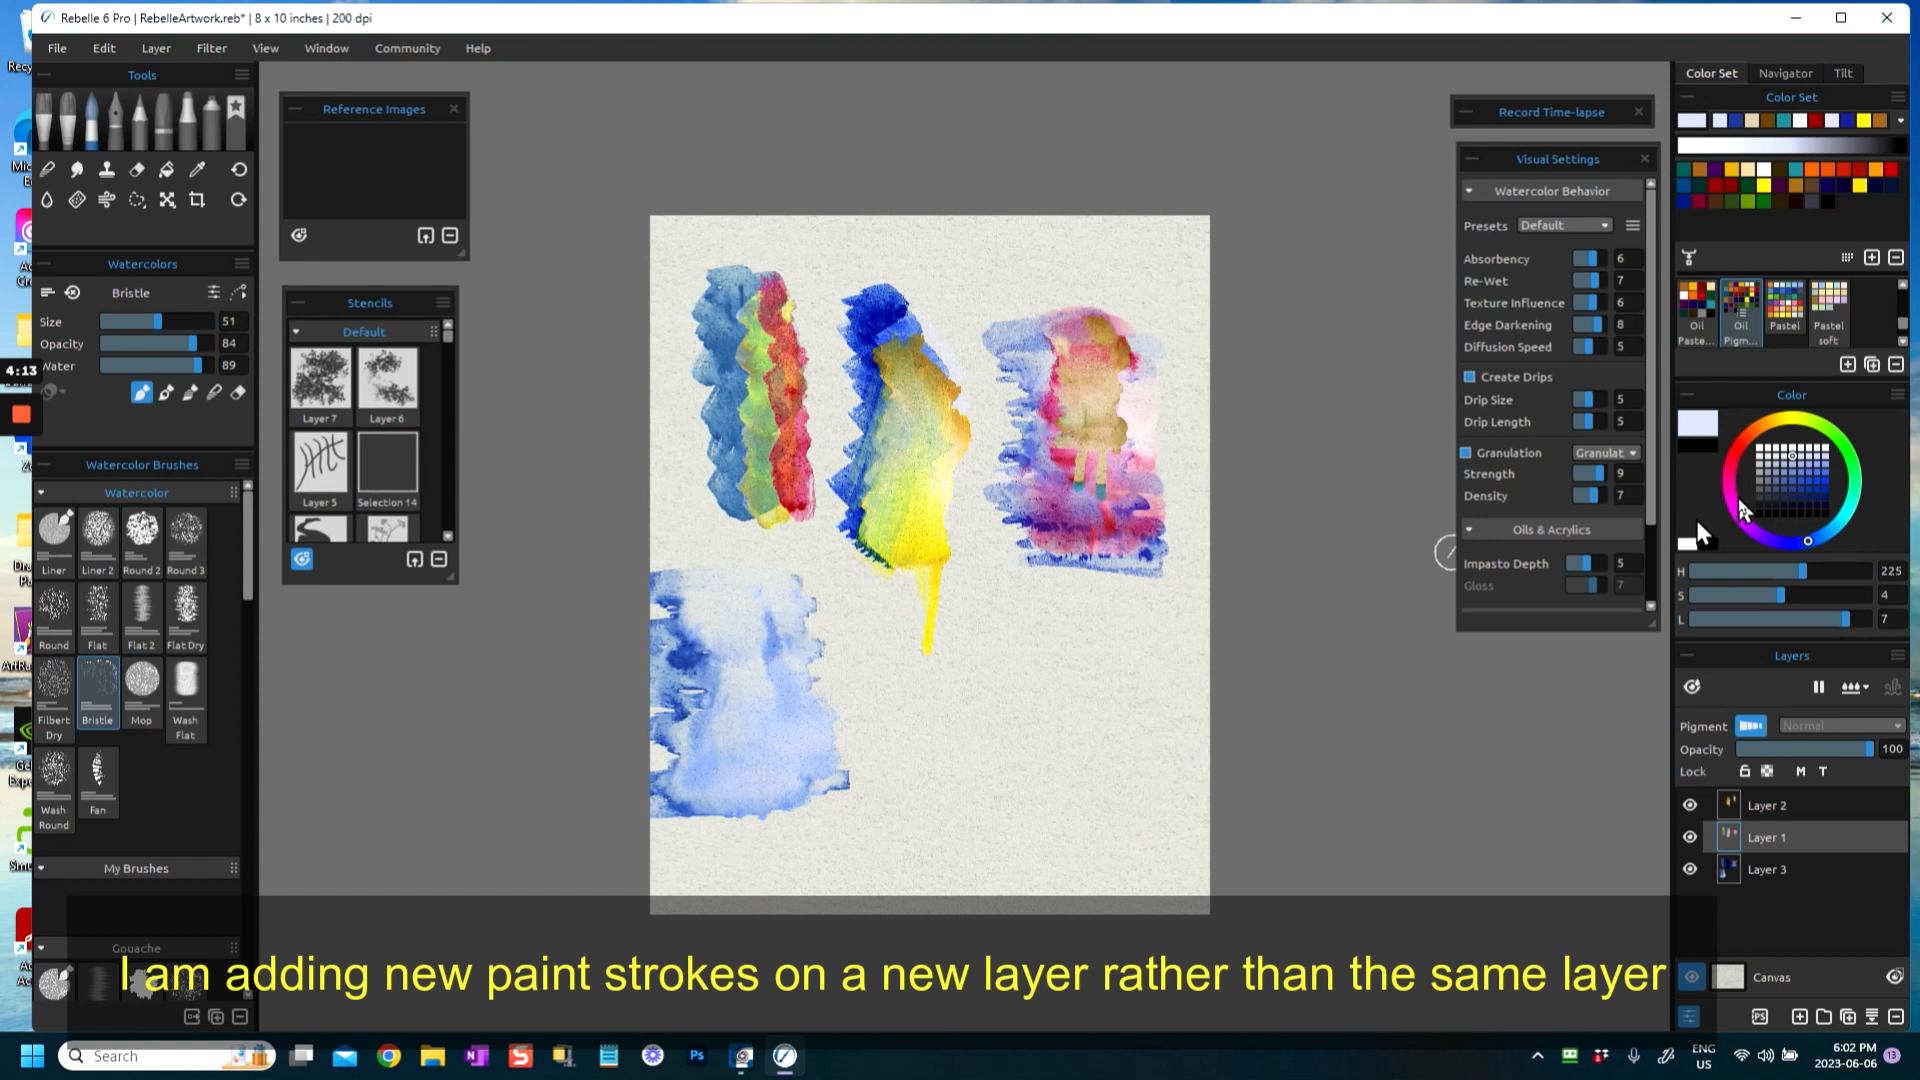 Rebelle 6 Pro | RebelleArtwork.reb* | 8 x 10 inches | 200 dpi
File Edit Layer Filter View Window Community Help
Tools
Watercolors
Bristle
Size 51
Opacity 84
Water 89
4:13
Watercolor Brushes
Watercolor
Liner Liner 2 Round 2 Round 3
Round Flat Flat 2 Flat Dry
Filbert Dry Bristle Mop Wash Flat
Wash Round Fan
My Brushes
Gouache
Reference Images
Stencils
Default
Layer 7 Layer 6
Layer 5 Selection 14
Record Time-lapse
Visual Settings
Watercolor Behavior
Presets Default
Absorbency 6
Re-Wet 7
Texture Influence 6
Edge Darkening 8
Diffusion Speed 5
Create Drips
Drip Size 5
Drip Length 5
Granulation Granulat
Strength 9
Density 7
Oils & Acrylics
Impasto Depth 5
Gloss 7
Color Set Navigator Tilt
Color Set
Oil Paste... Oil Pigm... Pastel Pastel soft
Color
H 225
S 4
L 7
Layers
Pigment Normal
Opacity 100
Lock M T
Layer 2
Layer 1
Layer 3
Canvas
PS
I am adding new paint strokes on a new layer rather than the same layer
Search
N
S
Ps
ENG
US
6:02 PM
2023-06-06
13